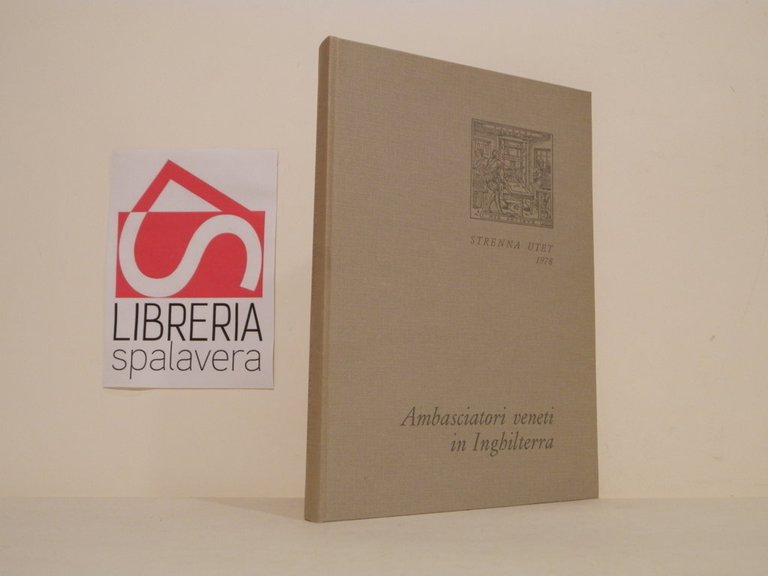 LIBRERIA
spalavera
STRENNA UTET
1978
Ambasciatori veneti
in Inghilterra